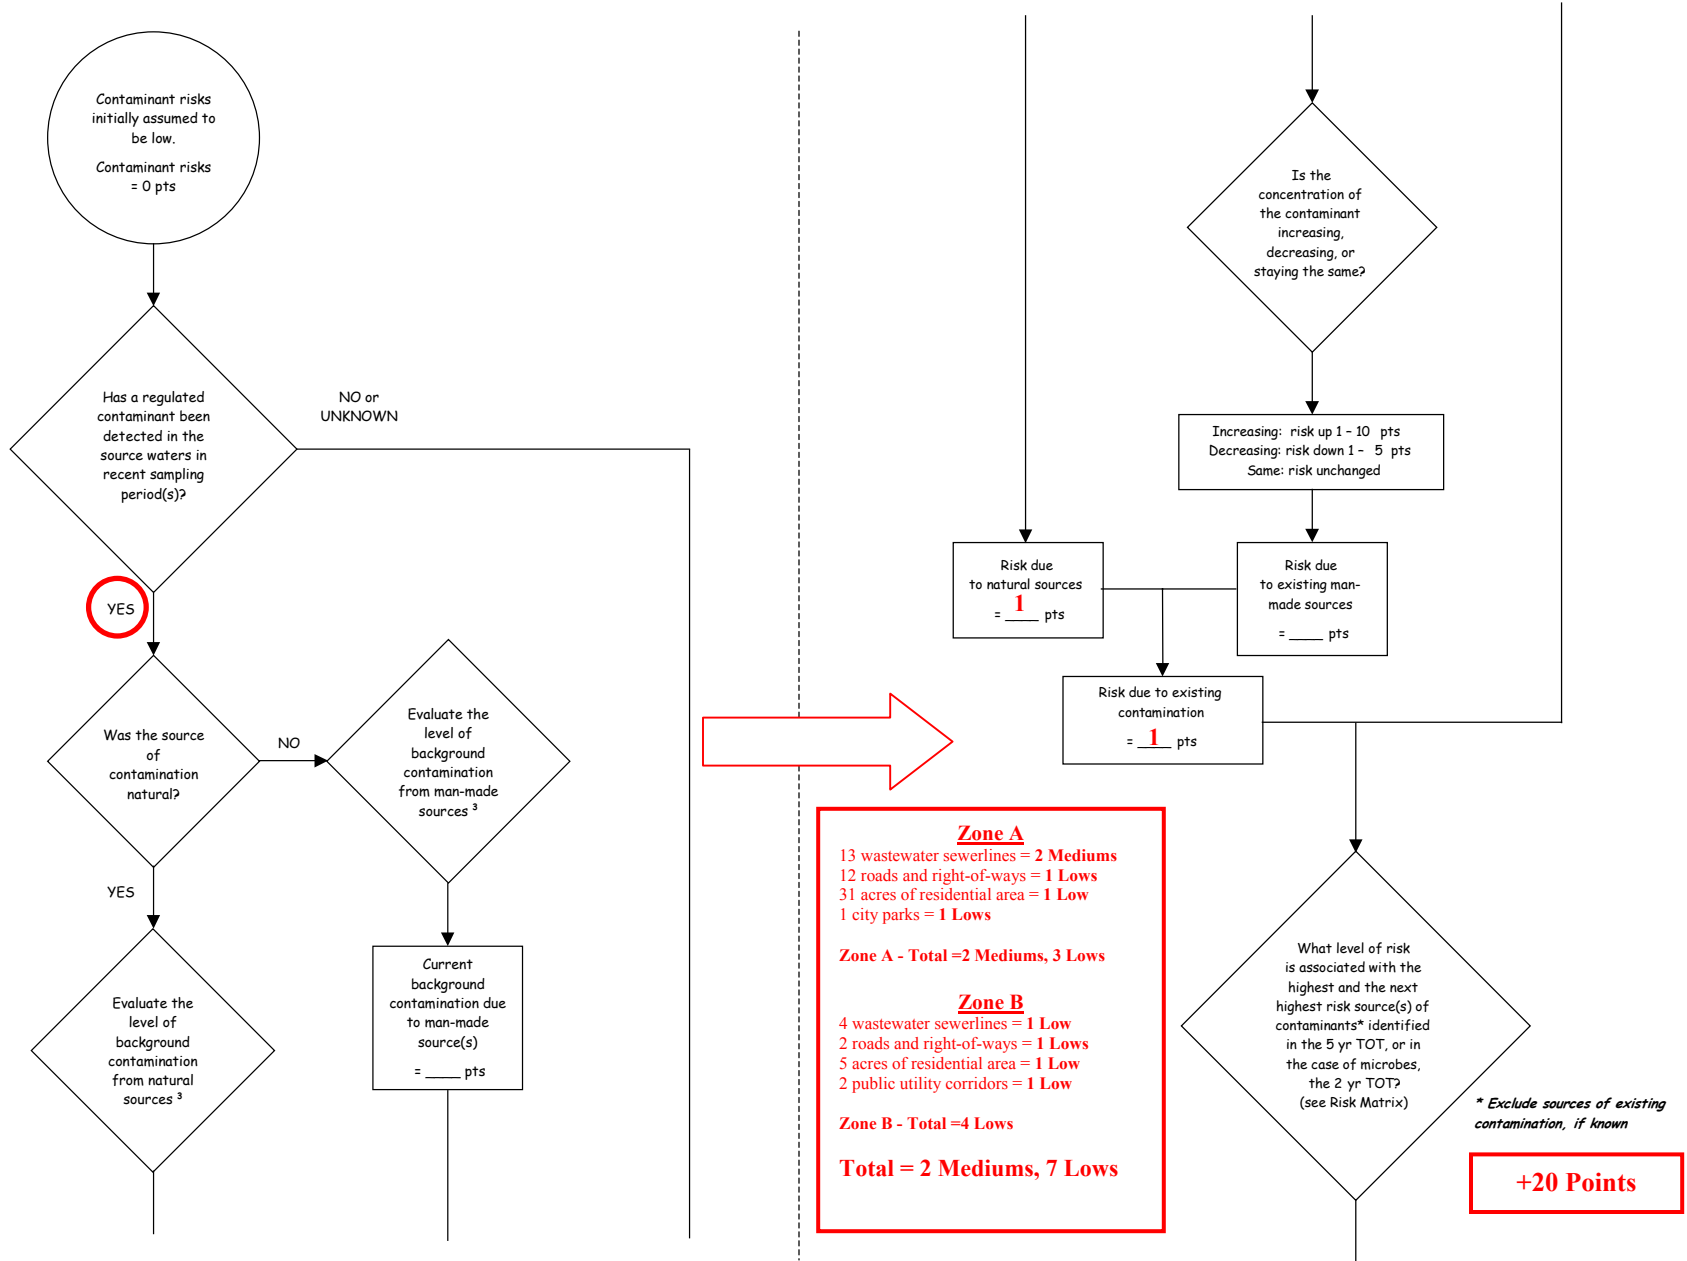 Contaminant risks
initially assumed to
be low.
Contaminant risks
= 0 pts
Has a regulated
contaminant been
detected in the
source waters in
recent sampling
period(s)?
NO or
UNKNOWN
YES
Was the source
of
contamination
natural?
NO
Evaluate the
level of
background
contamination
from man-made
sources ³
YES
Evaluate the
level of
background
contamination
from natural
sources ³
Current
background
contamination due
to man-made
source(s)
= ____ pts
Is the
concentration of
the contaminant
increasing,
decreasing, or
staying the same?
Increasing: risk up 1 – 10 pts
Decreasing: risk down 1 – 5 pts
Same: risk unchanged
Risk due
to natural sources
= 1 pts
Risk due
to existing man-
made sources
= ____ pts
Risk due to existing
contamination
= 1 pts
Zone A
13 wastewater sewerlines = 2 Mediums
12 roads and right-of-ways = 1 Lows
31 acres of residential area = 1 Low
1 city parks = 1 Lows
Zone A - Total =2 Mediums, 3 Lows
Zone B
4 wastewater sewerlines = 1 Low
2 roads and right-of-ways = 1 Lows
5 acres of residential area = 1 Low
2 public utility corridors = 1 Low
Zone B - Total =4 Lows
Total = 2 Mediums, 7 Lows
What level of risk
is associated with the
highest and the next
highest risk source(s) of
contaminants* identified
in the 5 yr TOT, or in
the case of microbes,
the 2 yr TOT?
(see Risk Matrix)
* Exclude sources of existing
contamination, if known
+20 Points